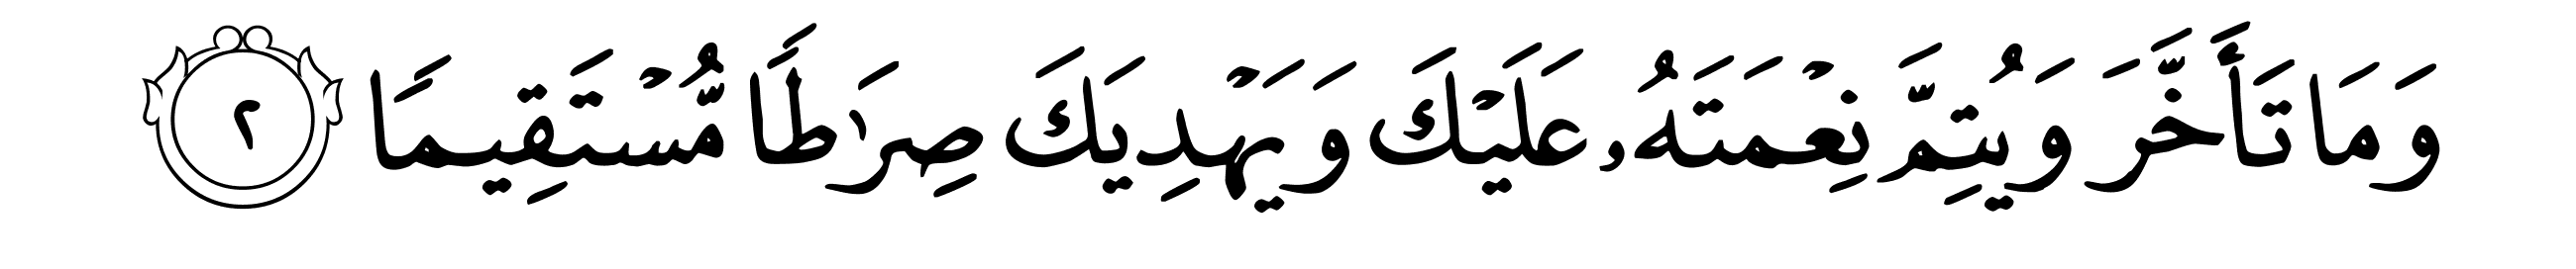 وَمَا تَأَخَّرَ وَيُتِمَّ نِعْمَتَهُۥ عَلَيْكَ وَيَهْدِيَكَ صِرَٰطًا مُّسْتَقِيمًا ٢